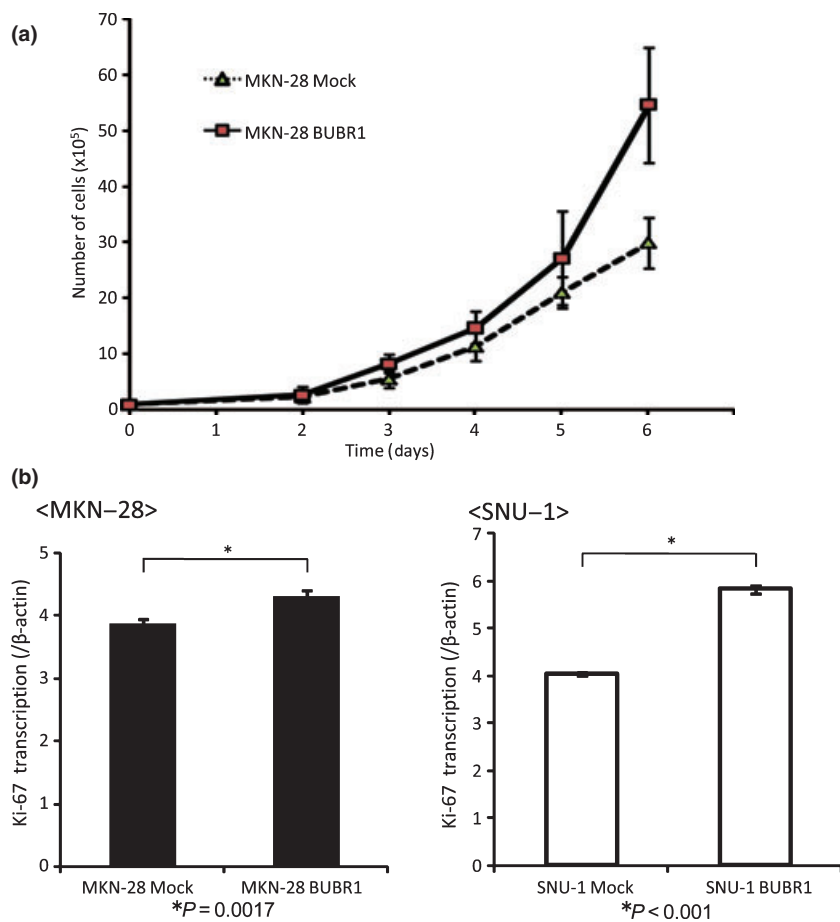 (a)
70
60
50
40
30
20
10
0
Number of cells (x10⁵)
MKN-28 Mock
MKN-28 BUBR1
0 1 2 3 4 5 6
Time (days)
(b)
<MKN–28>
5
4
3
2
1
0
Ki-67 transcription (/β-actin)
*
MKN-28 Mock MKN-28 BUBR1
*P = 0.0017
<SNU–1>
7
6
5
4
3
2
1
0
Ki-67 transcription (/β-actin)
*
SNU-1 Mock SNU-1 BUBR1
*P < 0.001